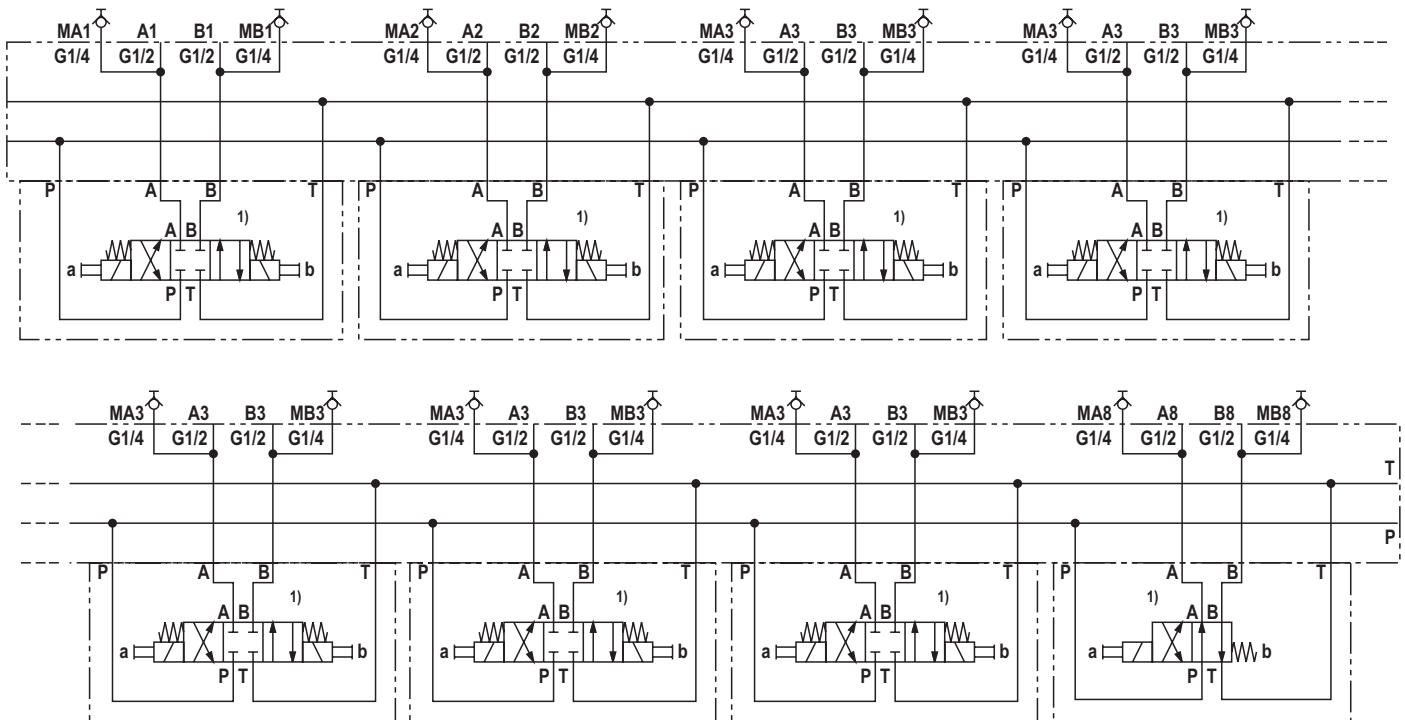 MA1 A1 B1 MB1 MA2 A2 B2 MB2 MA3 A3 B3 MB3 MA3 A3 B3 MB3
G1/4 G1/2 G1/2 G1/4 G1/4 G1/2 G1/2 G1/4 G1/4 G1/2 G1/2 G1/4 G1/4 G1/2 G1/2 G1/4
P A B T P A B T P A B T P A B T
1) 1) 1) 1)
A B A B A B A B
a b a b a b a b
P T P T P T P T
MA3 A3 B3 MB3 MA3 A3 B3 MB3 MA3 A3 B3 MB3 MA8 A8 B8 MB8
G1/4 G1/2 G1/2 G1/4 G1/4 G1/2 G1/2 G1/4 G1/4 G1/2 G1/2 G1/4 G1/4 G1/2 G1/2 G1/4
T
P
P A B T P A B T P A B T P A B T
1) 1) 1) 1)
A B A B A B A B
a b a b a b a b
P T P T P T P T